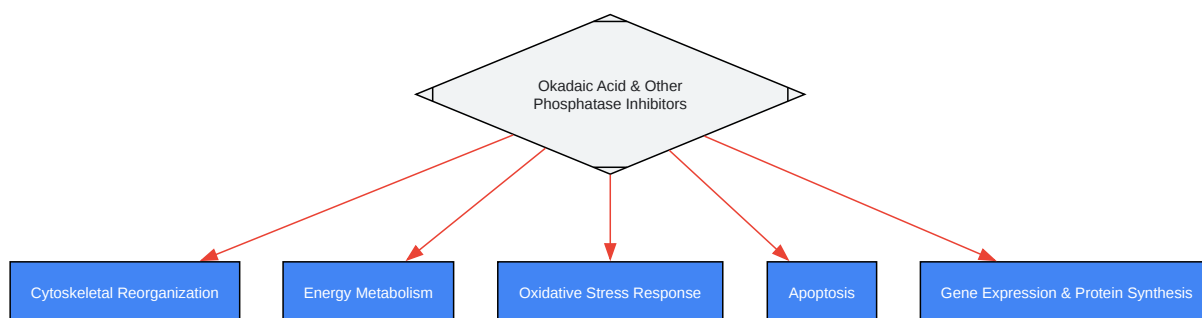 Okadaic Acid & Other
Phosphatase Inhibitors
Cytoskeletal Reorganization
Energy Metabolism
Oxidative Stress Response
Apoptosis
Gene Expression & Protein Synthesis